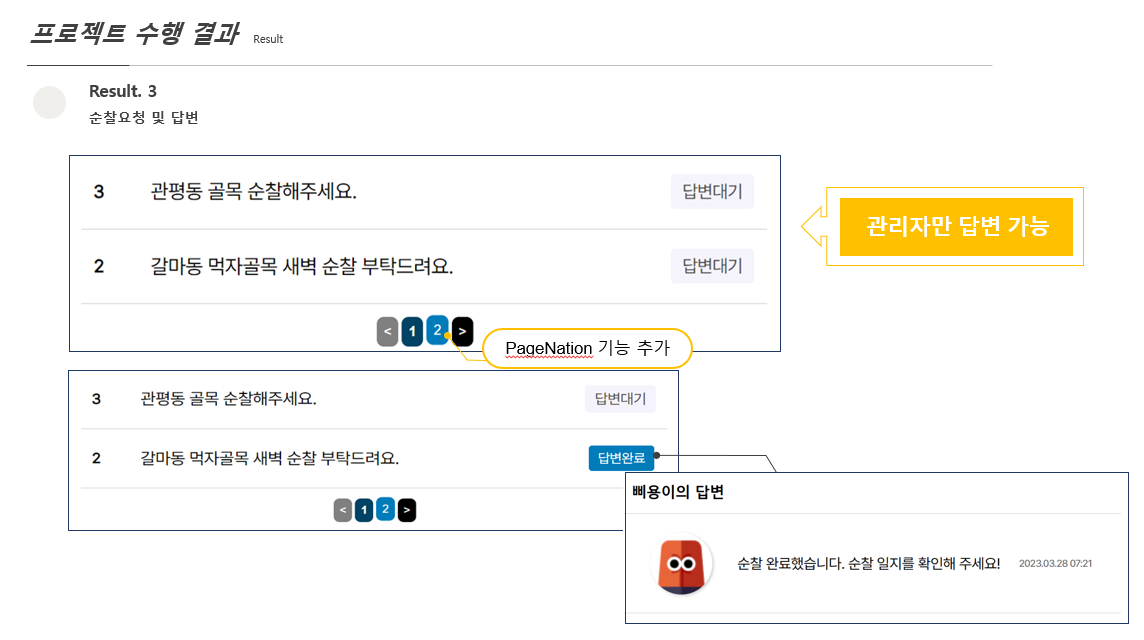 프로젝트 수행 결과 Result
Result. 3
순찰요청 및 답변
3 관평동 골목 순찰해주세요. 답변대기
관리자만 답변 가능
2 갈마동 먹자골목 새벽 순찰 부탁드려요. 답변대기
< 1 2 >
PageNation 기능 추가
3 관평동 골목 순찰해주세요. 답변대기
2 갈마동 먹자골목 새벽 순찰 부탁드려요. 답변완료
< 1 2 >
삐용이의 답변
순찰 완료했습니다. 순찰 일지를 확인해 주세요! 2023.03.28 07:21